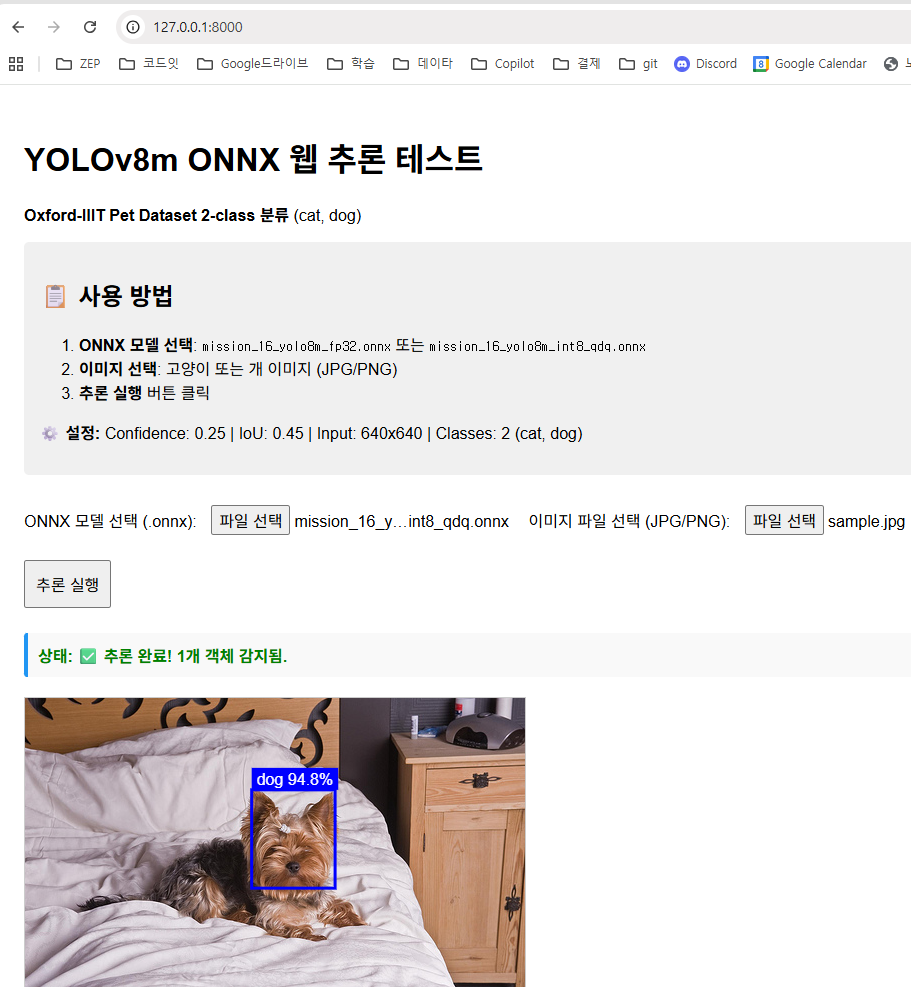 127.0.0.1:8000
ZEP 코드잇 Google드라이브 학습 데이타 Copilot 결제 git Discord 8 Google Calendar
YOLOv8m ONNX 웹 추론 테스트
Oxford-IIIT Pet Dataset 2-class 분류 (cat, dog)
📋 사용 방법
1. ONNX 모델 선택: mission_16_yolo8m_fp32.onnx 또는 mission_16_yolo8m_int8_qdq.onnx
2. 이미지 선택: 고양이 또는 개 이미지 (JPG/PNG)
3. 추론 실행 버튼 클릭
⚙️ 설정: Confidence: 0.25 | IoU: 0.45 | Input: 640x640 | Classes: 2 (cat, dog)
ONNX 모델 선택 (.onnx): 파일 선택 mission_16_y...int8_qdq.onnx 이미지 파일 선택 (JPG/PNG): 파일 선택 sample.jpg
추론 실행
상태: ✅ 추론 완료! 1개 객체 감지됨.
dog 94.8%